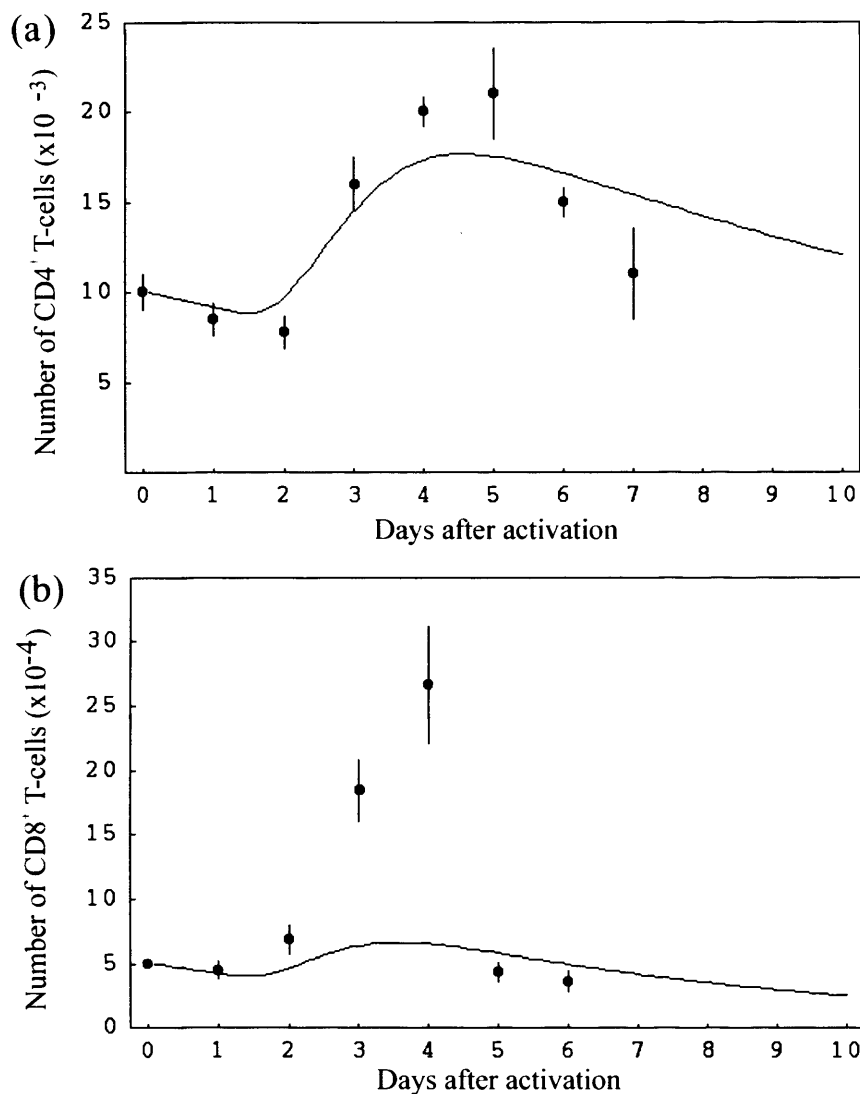 (a)
Number of CD4⁺ T-cells (x10 ⁻³)
25
20
15
10
5
0 1 2 3 4 5 6 7 8 9 10
Days after activation
(b)
Number of CD8⁺ T-cells (x10⁻⁴)
35
30
25
20
15
10
5
0
0 1 2 3 4 5 6 7 8 9 10
Days after activation